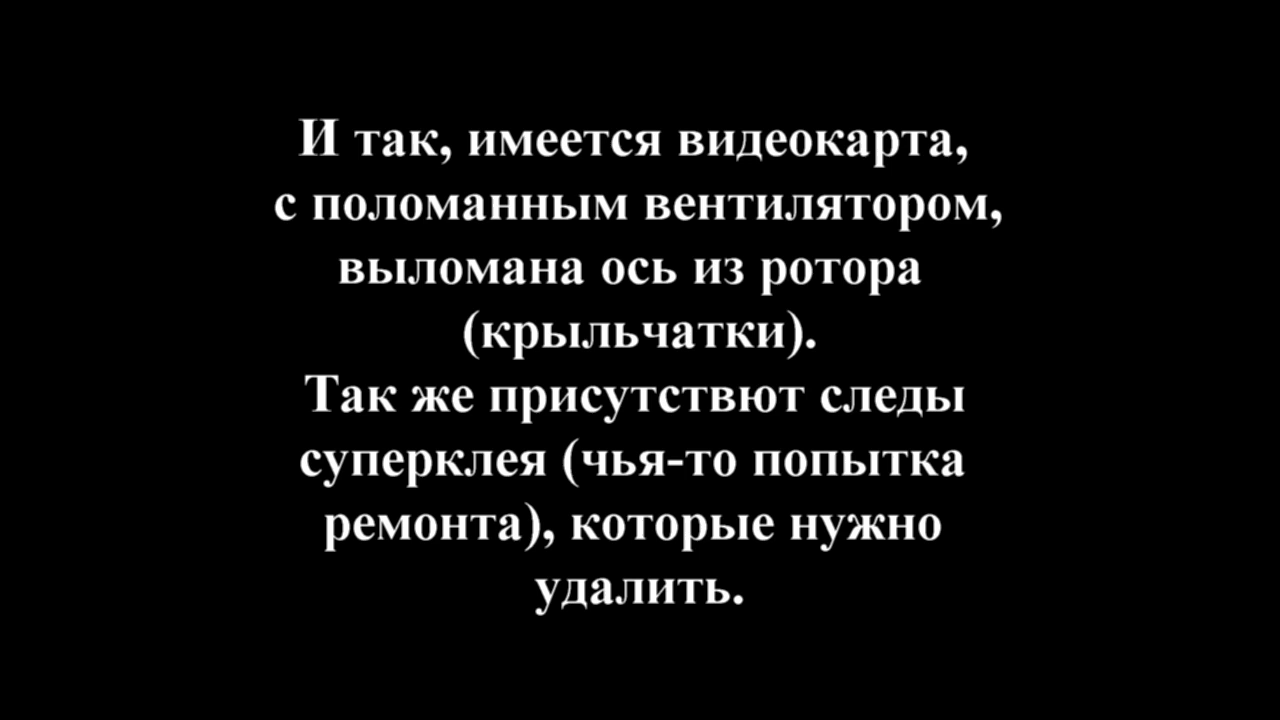 И так, имеется видеокарта,
с поломанным вентилятором,
выломана ось из ротора
(крыльчатки).
Так же присутствют следы
суперклея (чья-то попытка
ремонта), которые нужно
удалить.